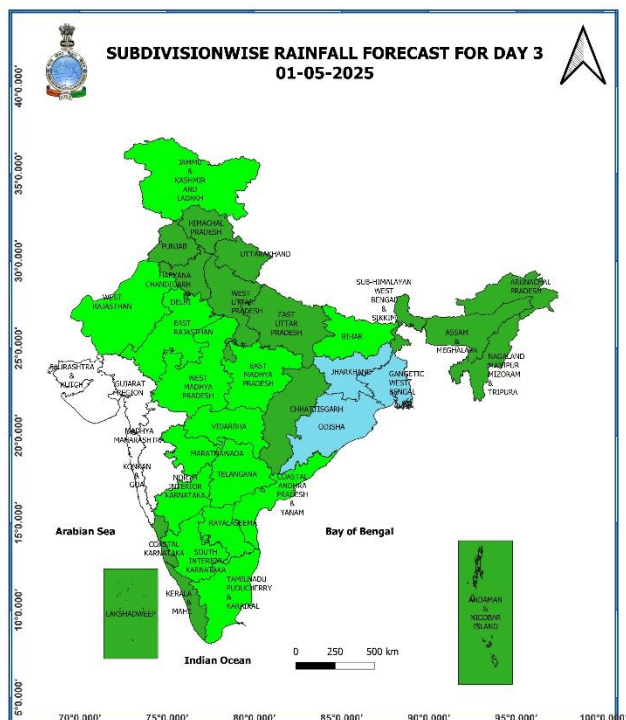 SUBDIVISIONWISE RAINFALL FORECAST FOR DAY 3
01-05-2025
40°0.000'
35°0.000'
30°0.000'
25°0.000'
20°0.000'
15°0.000'
10°0.000'
5°0.000'
JAMMU
&
KASHMIR
AND
LADAKH
HIMACHAL
PRADESH
PUNJAB
UTTARAKHAND
HARYANA
CHANDIGARH
DELHI
WEST
RAJASTHAN
WEST
UTTAR
PRADESH
EAST
RAJASTHAN
EAST
UTTAR
PRADESH
SUB-HIMALAYAN
WEST
BENGAL
&
SIKKIM
ARUNACHAL
PRADESH
ASSAM
&
MEGHALAYA
NAGALAND
MANIPUR
MIZORAM
&
TRIPURA
BIHAR
SAURASHTRA
&
KUTCH
GUJARAT
REGION
WEST
MADHYA
PRADESH
EAST
MADHYA
PRADESH
JHARKHAND
GANGETIC
WEST
BENGAL
CHHATTISGARH
ODISHA
VIDARBHA
MADHYA
MAHARASHTRA
MARATHWADA
KONKAN
&
GOA
NORTH
INTERIOR
KARNATAKA
TELANGANA
COASTAL
ANDHRA
PRADESH
&
YANAM
RAYALASEEMA
Arabian Sea
Bay of Bengal
COASTAL
KARNATAKA
SOUTH
INTERIOR
KARNATAKA
TAMILNADU
PUDUCHERRY
&
KARAIKAL
KERALA
&
MAHE
LAKSHADWEEP
ANDAMAN
&
NICOBAR
ISLAND
Indian Ocean
0 250 500 km
70°0.000' 75°0.000' 80°0.000' 85°0.000' 90°0.000' 95°0.000' 100°0.000'